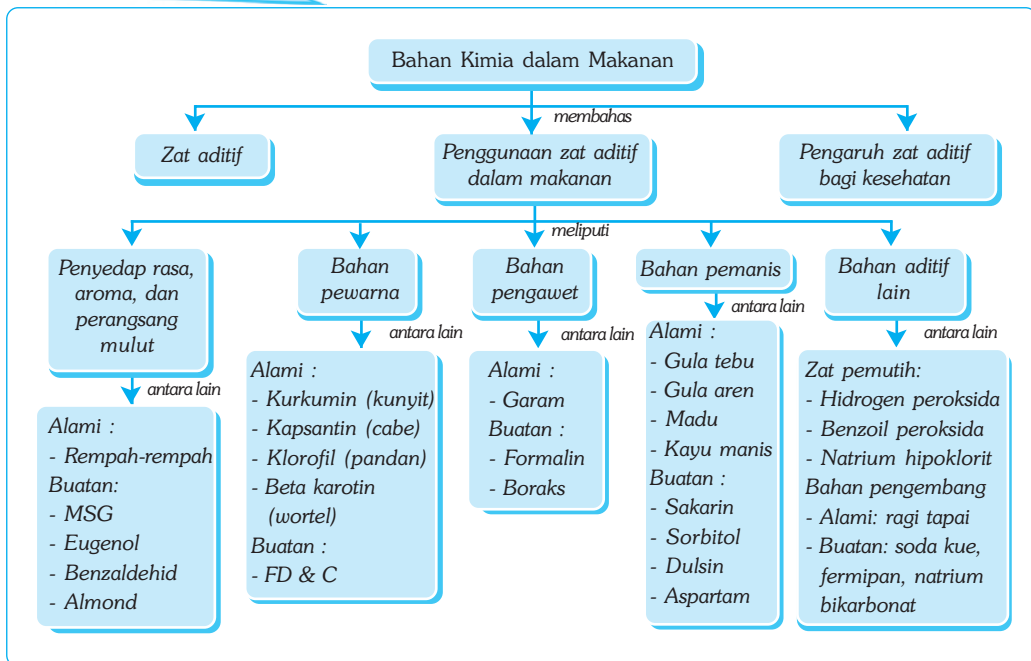 Bahan Kimia dalam Makanan
membahas
Zat aditif
Penggunaan zat aditif
dalam makanan
Pengaruh zat aditif
bagi kesehatan
meliputi
Penyedap rasa,
aroma, dan
perangsang
mulut
antara lain
Alami :
- Rempah-rempah
Buatan:
- MSG
- Eugenol
- Benzaldehid
- Almond
Bahan
pewarna
antara lain
Alami :
- Kurkumin (kunyit)
- Kapsantin (cabe)
- Klorofil (pandan)
- Beta karotin
(wortel)
Buatan :
- FD & C
Bahan
pengawet
antara lain
Alami :
- Garam
Buatan :
- Formalin
- Boraks
Bahan pemanis
antara lain
Alami :
- Gula tebu
- Gula aren
- Madu
- Kayu manis
Buatan :
- Sakarin
- Sorbitol
- Dulsin
- Aspartam
Bahan aditif
lain
antara lain
Zat pemutih:
- Hidrogen peroksida
- Benzoil peroksida
- Natrium hipoklorit
Bahan pengembang
- Alami: ragi tapai
- Buatan: soda kue,
fermipan, natrium
bikarbonat